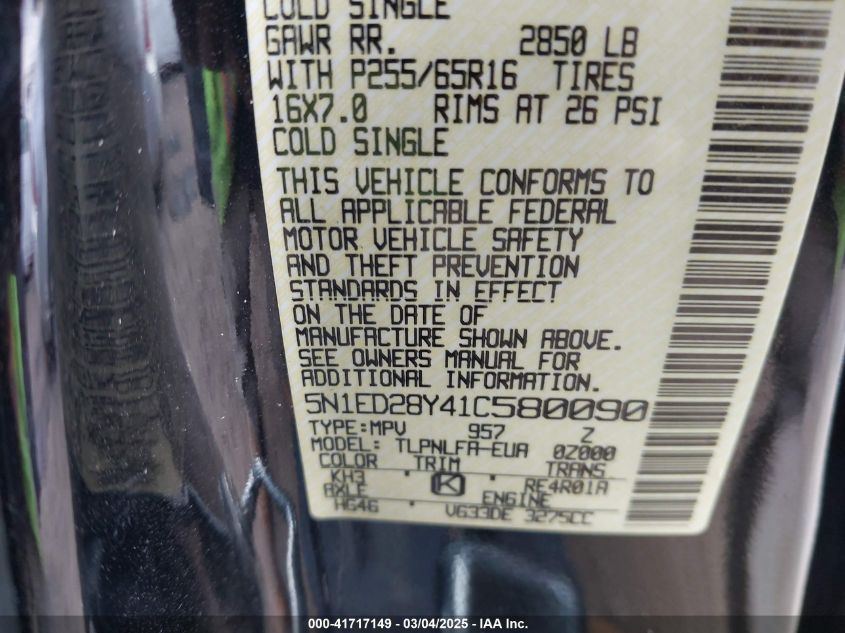 COLD SINGLE
GAWR RR. 2850 LB
WITH P255/65R16 TIRES
16X7.0 RIMS AT 26 PSI
COLD SINGLE
THIS VEHICLE CONFORMS TO
ALL APPLICABLE FEDERAL
MOTOR VEHICLE SAFETY
AND THEFT PREVENTION
STANDARDS IN EFFECT
ON THE DATE OF
MANUFACTURE SHOWN ABOVE.
SEE OWNERS MANUAL FOR
ADDITIONAL INFORMATION.
5N1ED28Y41C580090
TYPE:MPV 957 Z
MODEL: TLPNLFA-EUA 0Z000
COLOR TRIM TRANS
KH3 K RE4R01A
AXLE ENGINE
HG46 VG33DE 3275CC
000-41717149 — 03/04/2025 — IAA Inc.